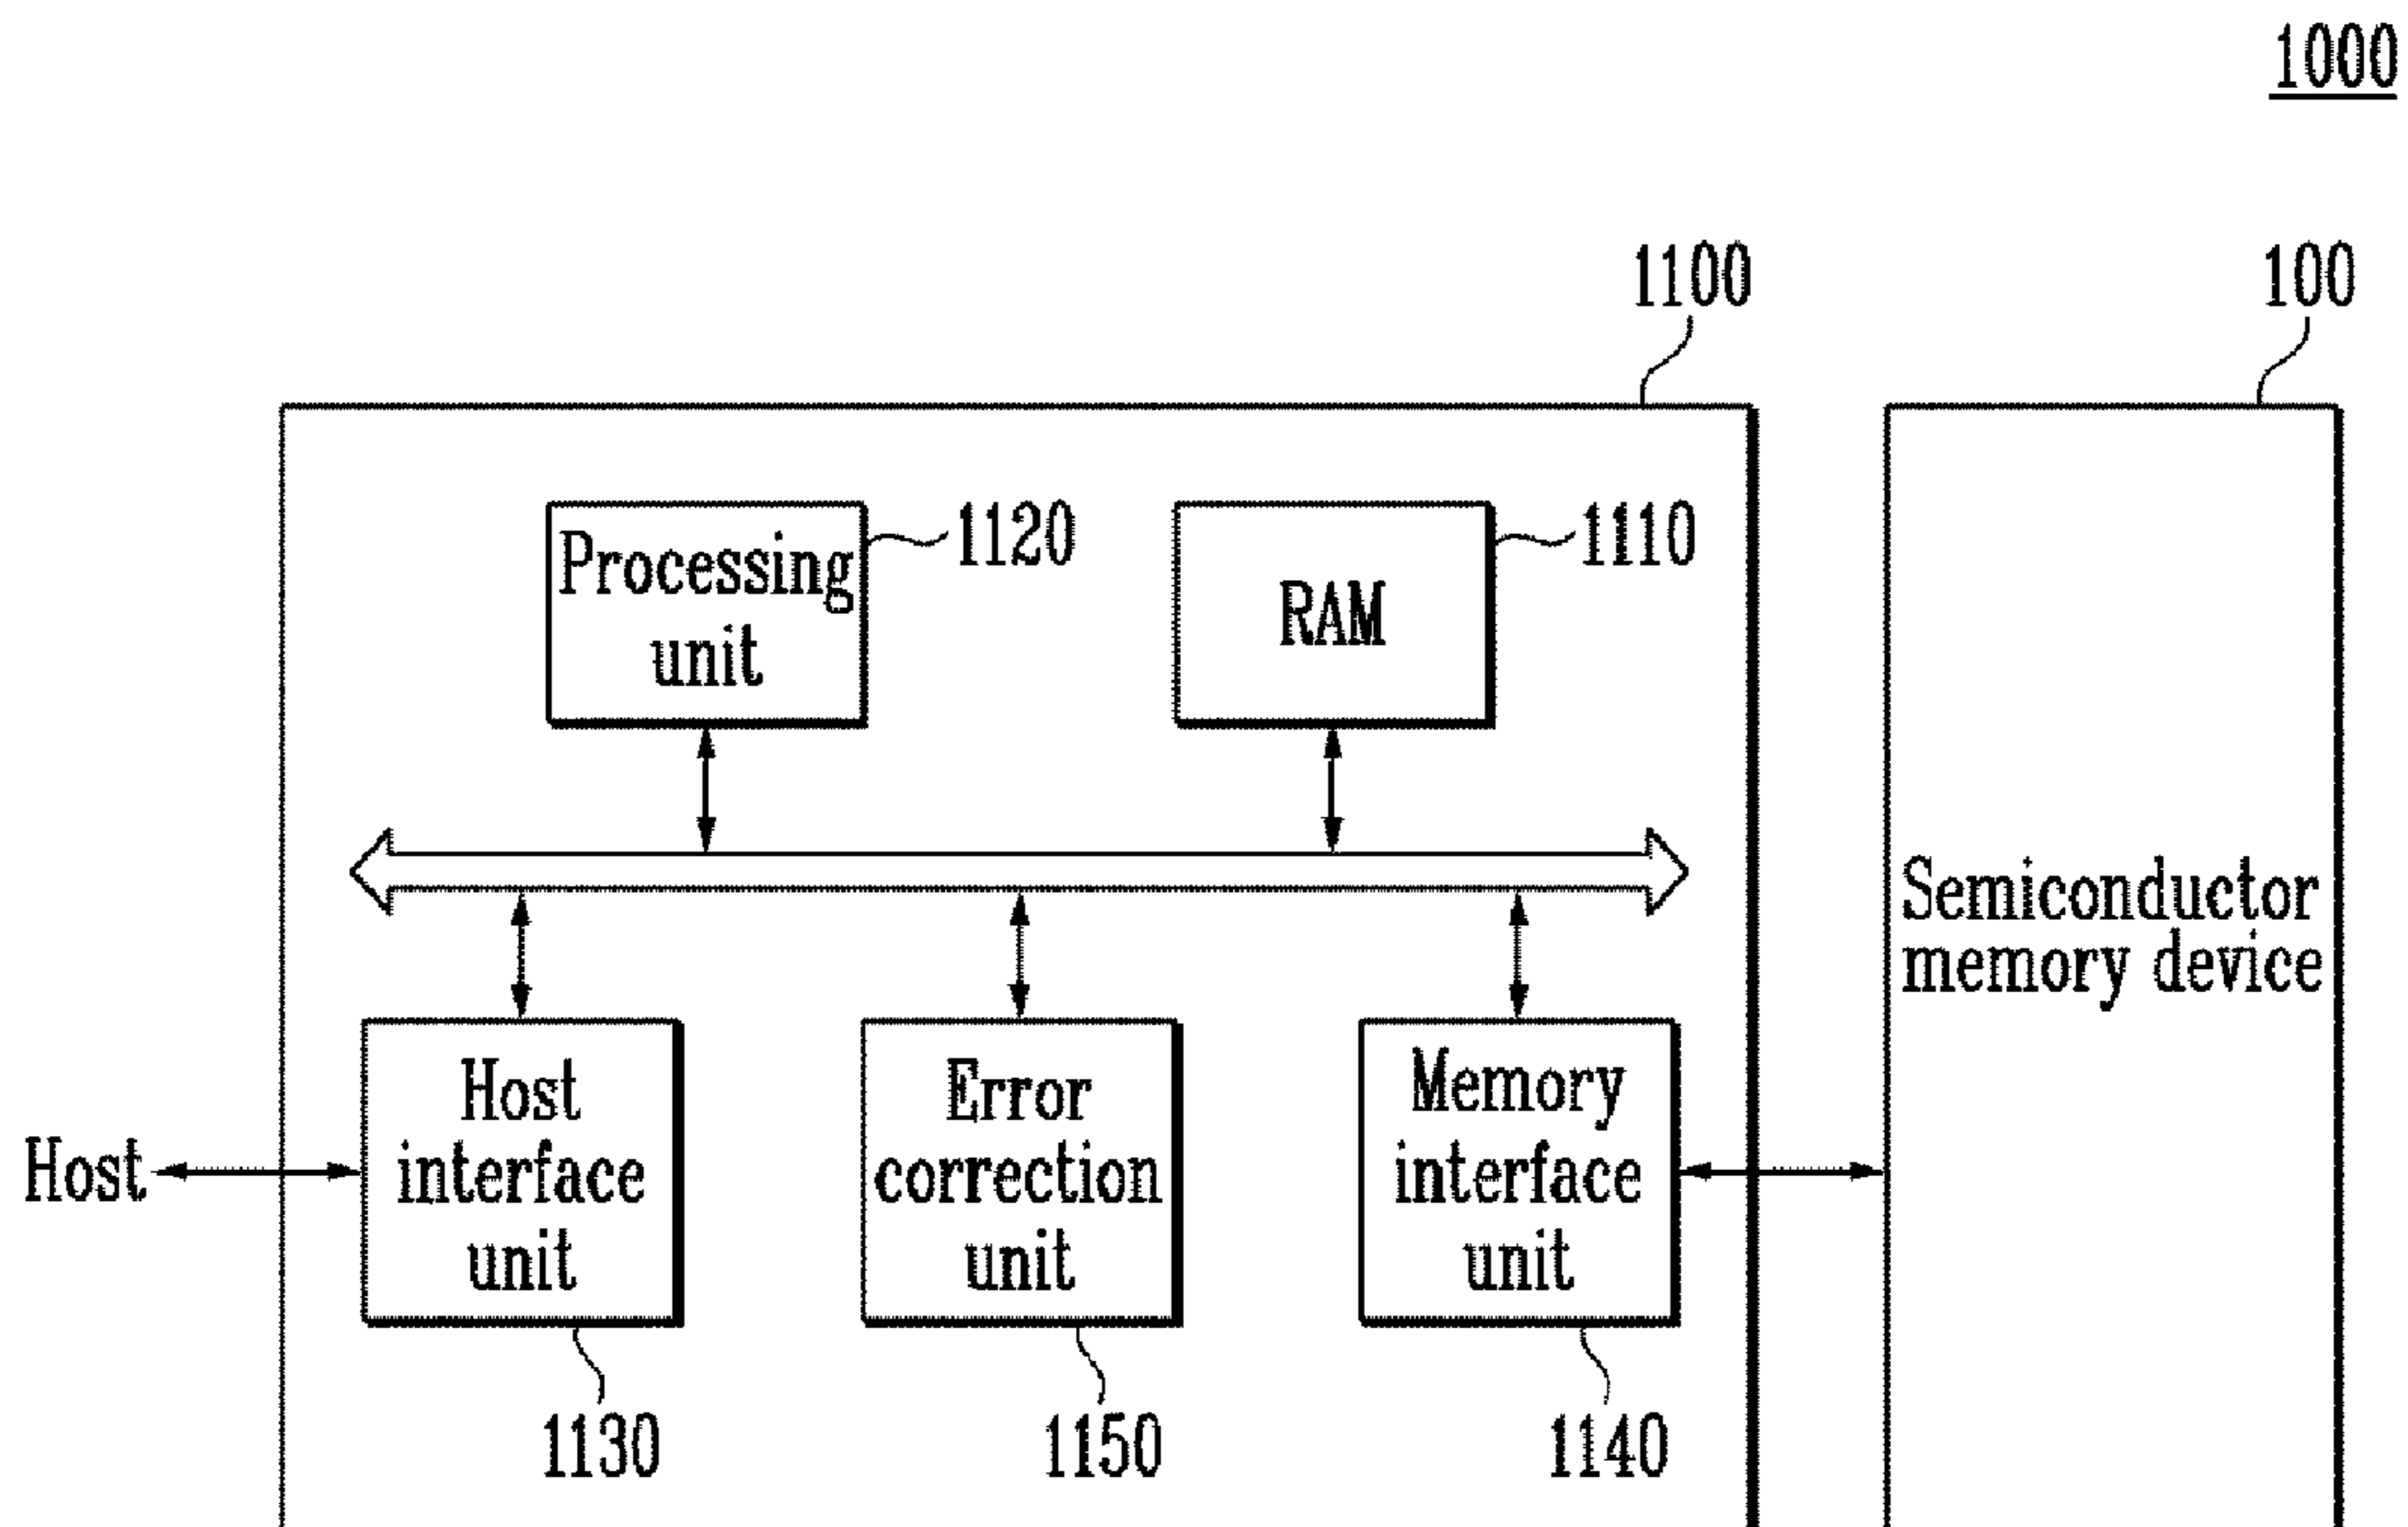 1000
1100
100
Processing
unit
1120
RAM
1110
Semiconductor
memory device
Host
Host
interface
unit
Error
correction
unit
Memory
interface
unit
1130
1150
1140